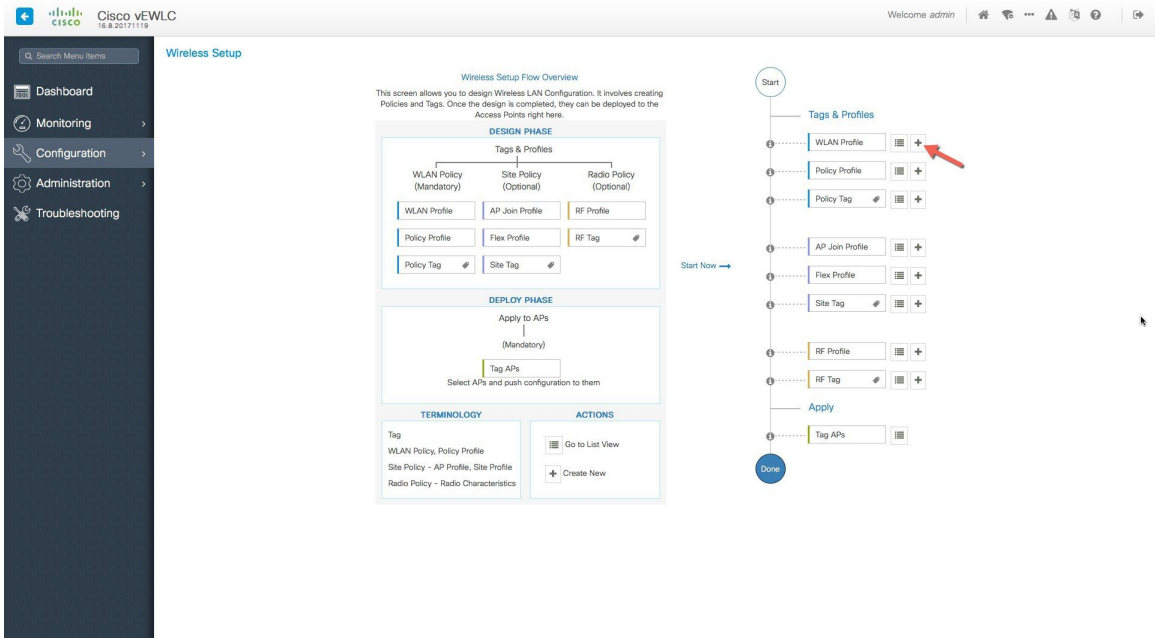 cisco
Cisco vEWLC
16.8.20171119
Welcome admin
Search Menu Items
Dashboard
Monitoring
Configuration
Administration
Troubleshooting
Wireless Setup
Wireless Setup Flow Overview
This screen allows you to design Wireless LAN Configuration. It involves creating
Policies and Tags. Once the design is completed, they can be deployed to the
Access Points right here.
DESIGN PHASE
Tags & Profiles
WLAN Policy
(Mandatory)
Site Policy
(Optional)
Radio Policy
(Optional)
WLAN Profile
AP Join Profile
RF Profile
Policy Profile
Flex Profile
RF Tag
Policy Tag
Site Tag
DEPLOY PHASE
Apply to APs
(Mandatory)
Tag APs
Select APs and push configuration to them
TERMINOLOGY
Tag
WLAN Policy, Policy Profile
Site Policy - AP Profile, Site Profile
Radio Policy - Radio Characteristics
ACTIONS
Go to List View
Create New
Start Now
Start
Tags & Profiles
WLAN Profile
Policy Profile
Policy Tag
AP Join Profile
Flex Profile
Site Tag
RF Profile
RF Tag
Apply
Tag APs
Done